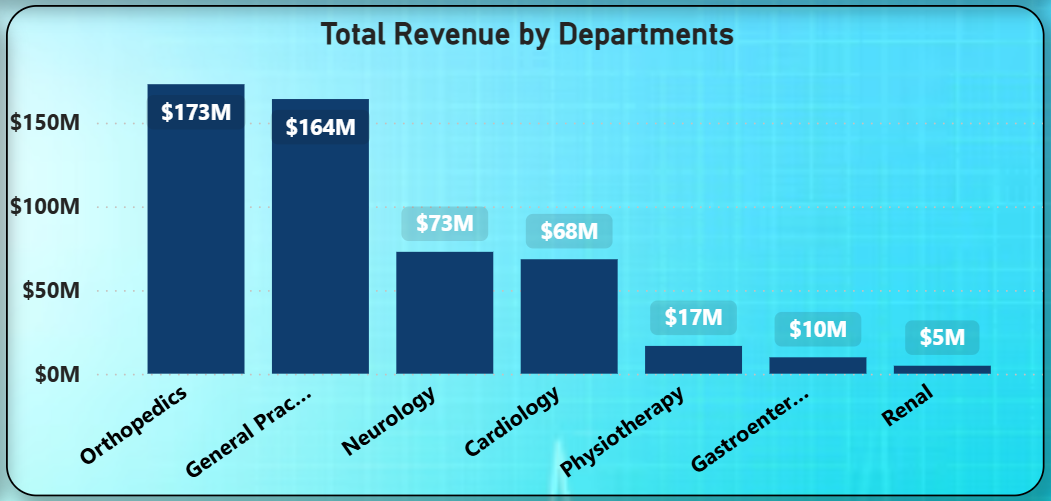 Total Revenue by Departments
$150M
$100M
$50M
$0M
$173M
$164M
$73M
$68M
$17M
$10M
$5M
Orthopedics
General Prac...
Neurology
Cardiology
Physiotherapy
Gastroenter...
Renal